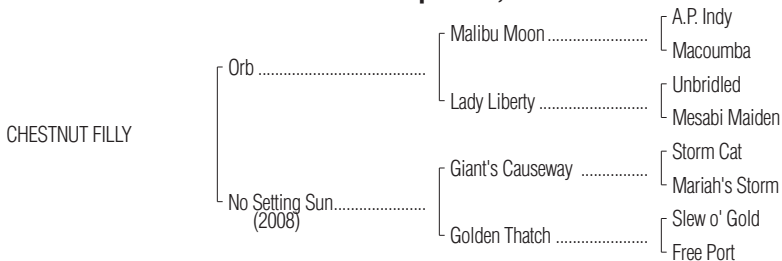 A.P. Indy
Malibu Moon
Macoumba
Orb
Unbridled
Lady Liberty
Mesabi Maiden
CHESTNUT FILLY
Storm Cat
Giant's Causeway
Mariah's Storm
No Setting Sun
(2008)
Slew o' Gold
Golden Thatch
Free Port